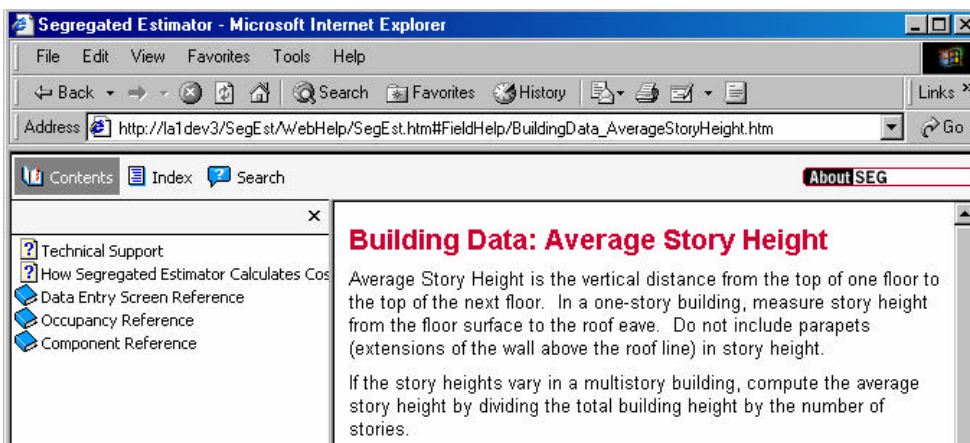 Segregated Estimator - Microsoft Internet Explorer
File Edit View Favorites Tools Help
Back Search Favorites History Links »
Address http://la1dev3/SegEst/WebHelp/SegEst.htm#FieldHelp/BuildingData_AverageStoryHeight.htm Go
Contents Index Search About SEG
Technical Support
How Segregated Estimator Calculates Cos
Data Entry Screen Reference
Occupancy Reference
Component Reference
Building Data: Average Story Height
Average Story Height is the vertical distance from the top of one floor to
the top of the next floor. In a one-story building, measure story height
from the floor surface to the roof eave. Do not include parapets
(extensions of the wall above the roof line) in story height.
If the story heights vary in a multistory building, compute the average
story height by dividing the total building height by the number of
stories.